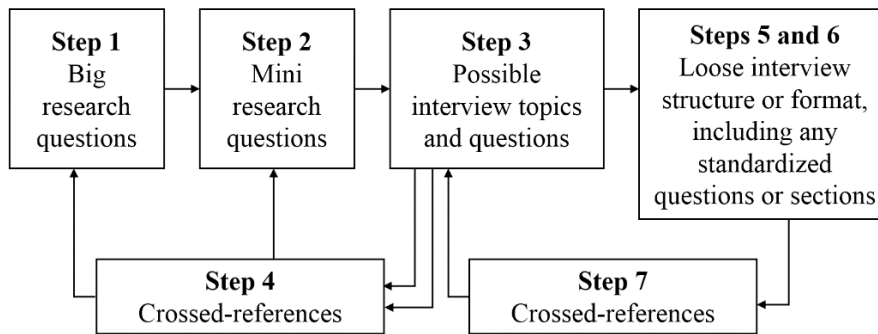 Step 1
Big
research
questions
Step 2
Mini
research
questions
Step 3
Possible
interview topics
and questions
Steps 5 and 6
Loose interview
structure or format,
including any
standardized
questions or sections
Step 4
Crossed-references
Step 7
Crossed-references